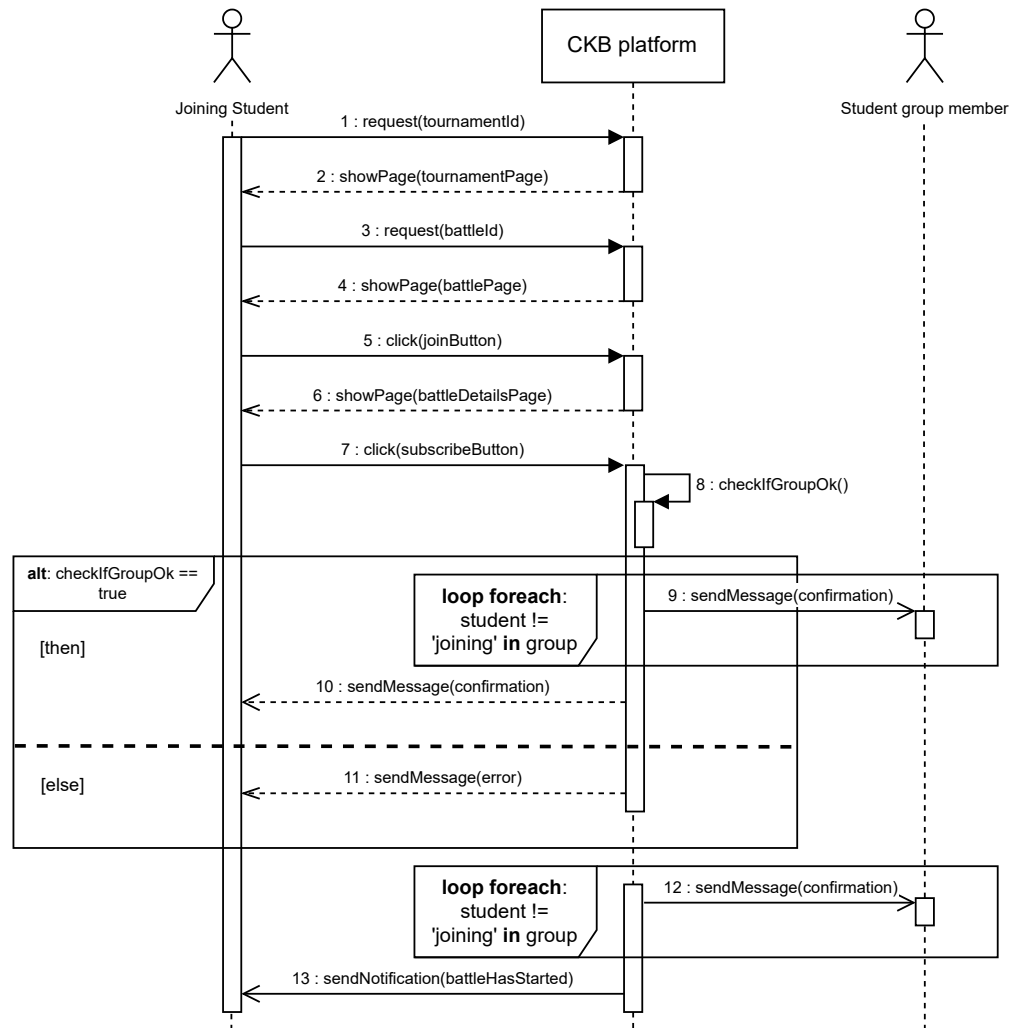 CKB platform
Joining Student
Student group member
1 : request(tournamentId)
2 : showPage(tournamentPage)
3 : request(battleId)
4 : showPage(battlePage)
5 : click(joinButton)
6 : showPage(battleDetailsPage)
7 : click(subscribeButton)
8 : checkIfGroupOk()
alt: checkIfGroupOk ==
true
loop foreach:
student !=
'joining' in group
9 : sendMessage(confirmation)
[then]
10 : sendMessage(confirmation)
[else]
11 : sendMessage(error)
loop foreach:
student !=
'joining' in group
12 : sendMessage(confirmation)
13 : sendNotification(battleHasStarted)